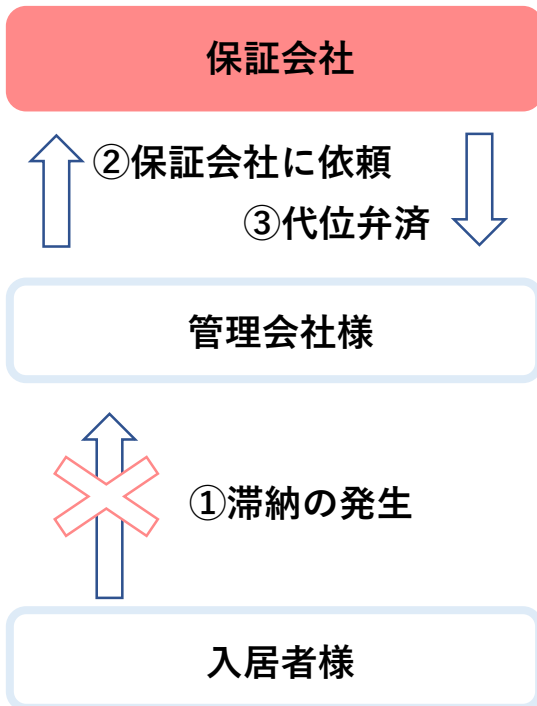 保証会社
②保証会社に依頼
③代位弁済
管理会社様
①滞納の発生
入居者様